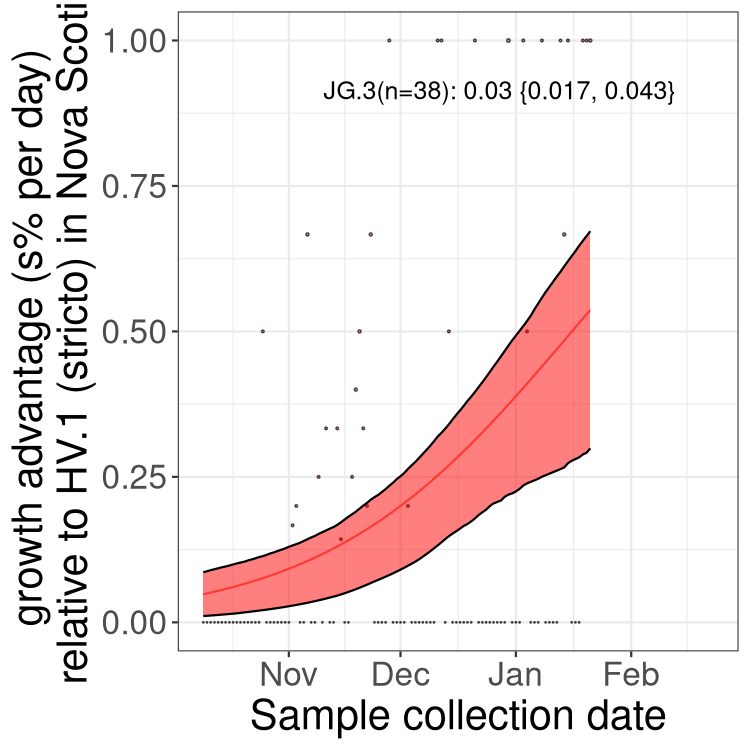 growth advantage (s% per day)
relative to HV.1 (stricto) in Nova Scoti
1.00
JG.3(n=38): 0.03 {0.017, 0.043}
0.75
0.50
0.25
0.00
Nov Dec Jan Feb
Sample collection date